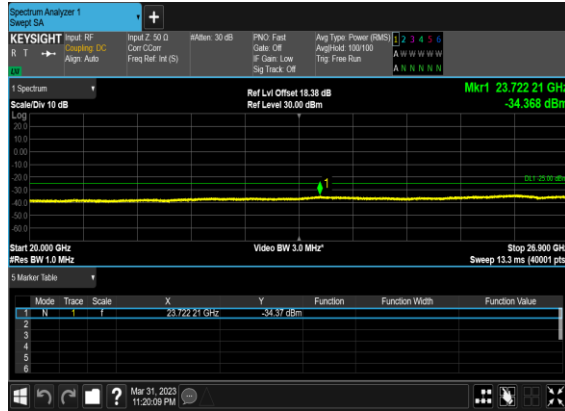 Spectrum Analyzer 1
Swept SA
KEYSIGHT Input: RF Input Z: 50 Ω #Atten: 30 dB PNO: Fast Avg Type: Power (RMS) 1 2 3 4 5 6
R T Coupling: DC Corr CCorr Gate: Off Avg|Hold: 100/100 A W W W W W
Align: Auto Freq Ref: Int (S) IF Gain: Low Trig: Free Run
Sig Track: Off A N N N N N
1 Spectrum Ref Lvl Offset 18.38 dB Mkr1 23.722 21 GHz
Scale/Div 10 dB Ref Level 30.00 dBm -34.368 dBm
Log
20.0
10.0
0.00
-10.0
-20.0 1 DL1 -25.00 dBm
-30.0
-40.0
-50.0
-60.0
Start 20.000 GHz Video BW 3.0 MHz* Stop 26.900 GHz
#Res BW 1.0 MHz Sweep 13.3 ms (40001 pts)
5 Marker Table
Mode Trace Scale X Y Function Function Width Function Value
1 N 1 f 23.722 21 GHz -34.37 dBm
2
3
4
5
6
? Mar 31, 2023
11:20:09 PM